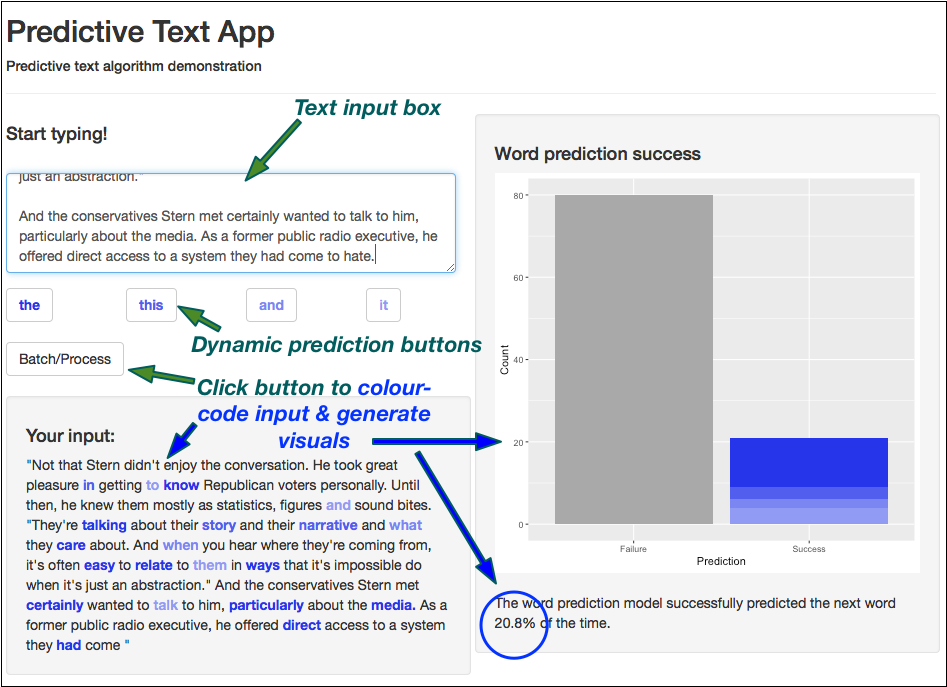 Predictive Text App
Predictive text algorithm demonstration
Text input box
Start typing!
just an abstraction."
And the conservatives Stern met certainly wanted to talk to him,
particularly about the media. As a former public radio executive, he
offered direct access to a system they had come to hate.
the this and it
Dynamic prediction buttons
Batch/Process
Click button to colour-
code input & generate
visuals
Your input:
"Not that Stern didn't enjoy the conversation. He took great
pleasure in getting to know Republican voters personally. Until
then, he knew them mostly as statistics, figures and sound bites.
"They're talking about their story and their narrative and what
they care about. And when you hear where they're coming from,
it's often easy to relate to them in ways that it's impossible do
when it's just an abstraction." And the conservatives Stern met
certainly wanted to talk to him, particularly about the media. As a
former public radio executive, he offered direct access to a system
they had come "
Word prediction success
80
60
40
20
0
Count
Failure Success
Prediction
The word prediction model successfully predicted the next word
20.8% of the time.